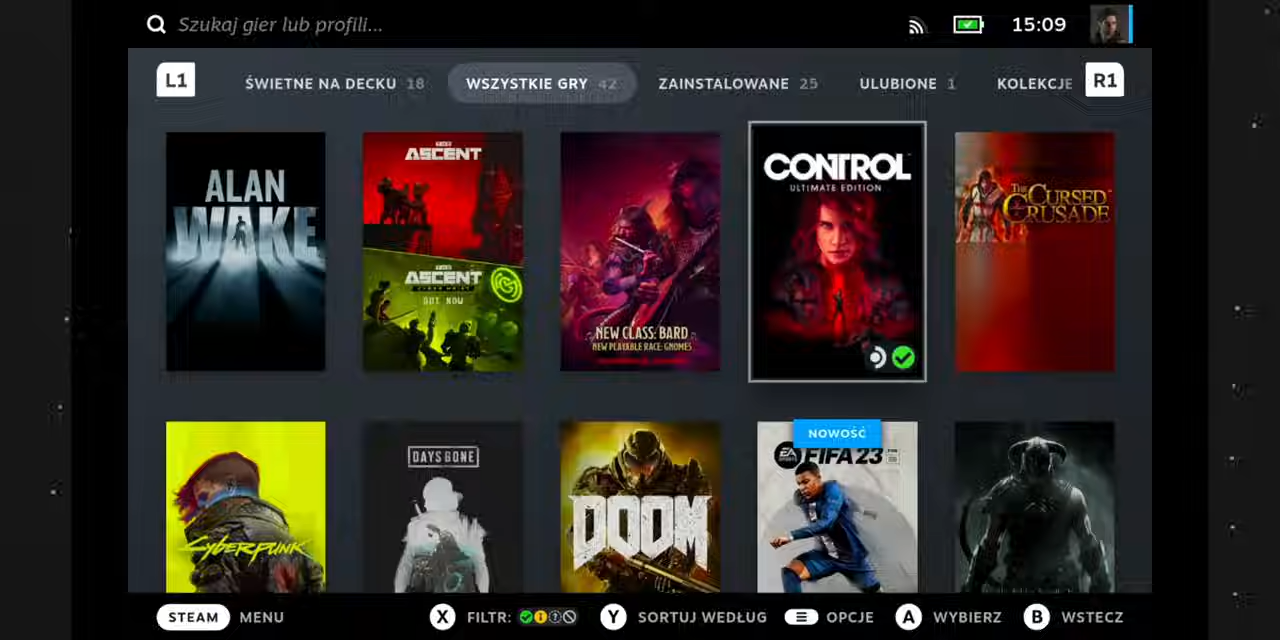 Szukaj gier lub profili...
15:09
L1
ŚWIETNE NA DECKU 18
WSZYSTKIE GRY 42
ZAINSTALOWANE 25
ULUBIONE 1
KOLEKCJE
R1
ALAN
WAKE
ASCENT
ASCENT
OUT NOW
NEW CLASS: BARD
NEW PLAYABLE RACE: GNOMES
CONTROL
ULTIMATE EDITION
THE CURSED
CRUSADE
CYBERPUNK
DAYS GONE
DOOM
NOWOŚĆ
EA
SPORTS
FIFA 23
STEAM MENU
X FILTR:
Y SORTUJ WEDŁUG
OPCJE
A WYBIERZ
B WSTECZ